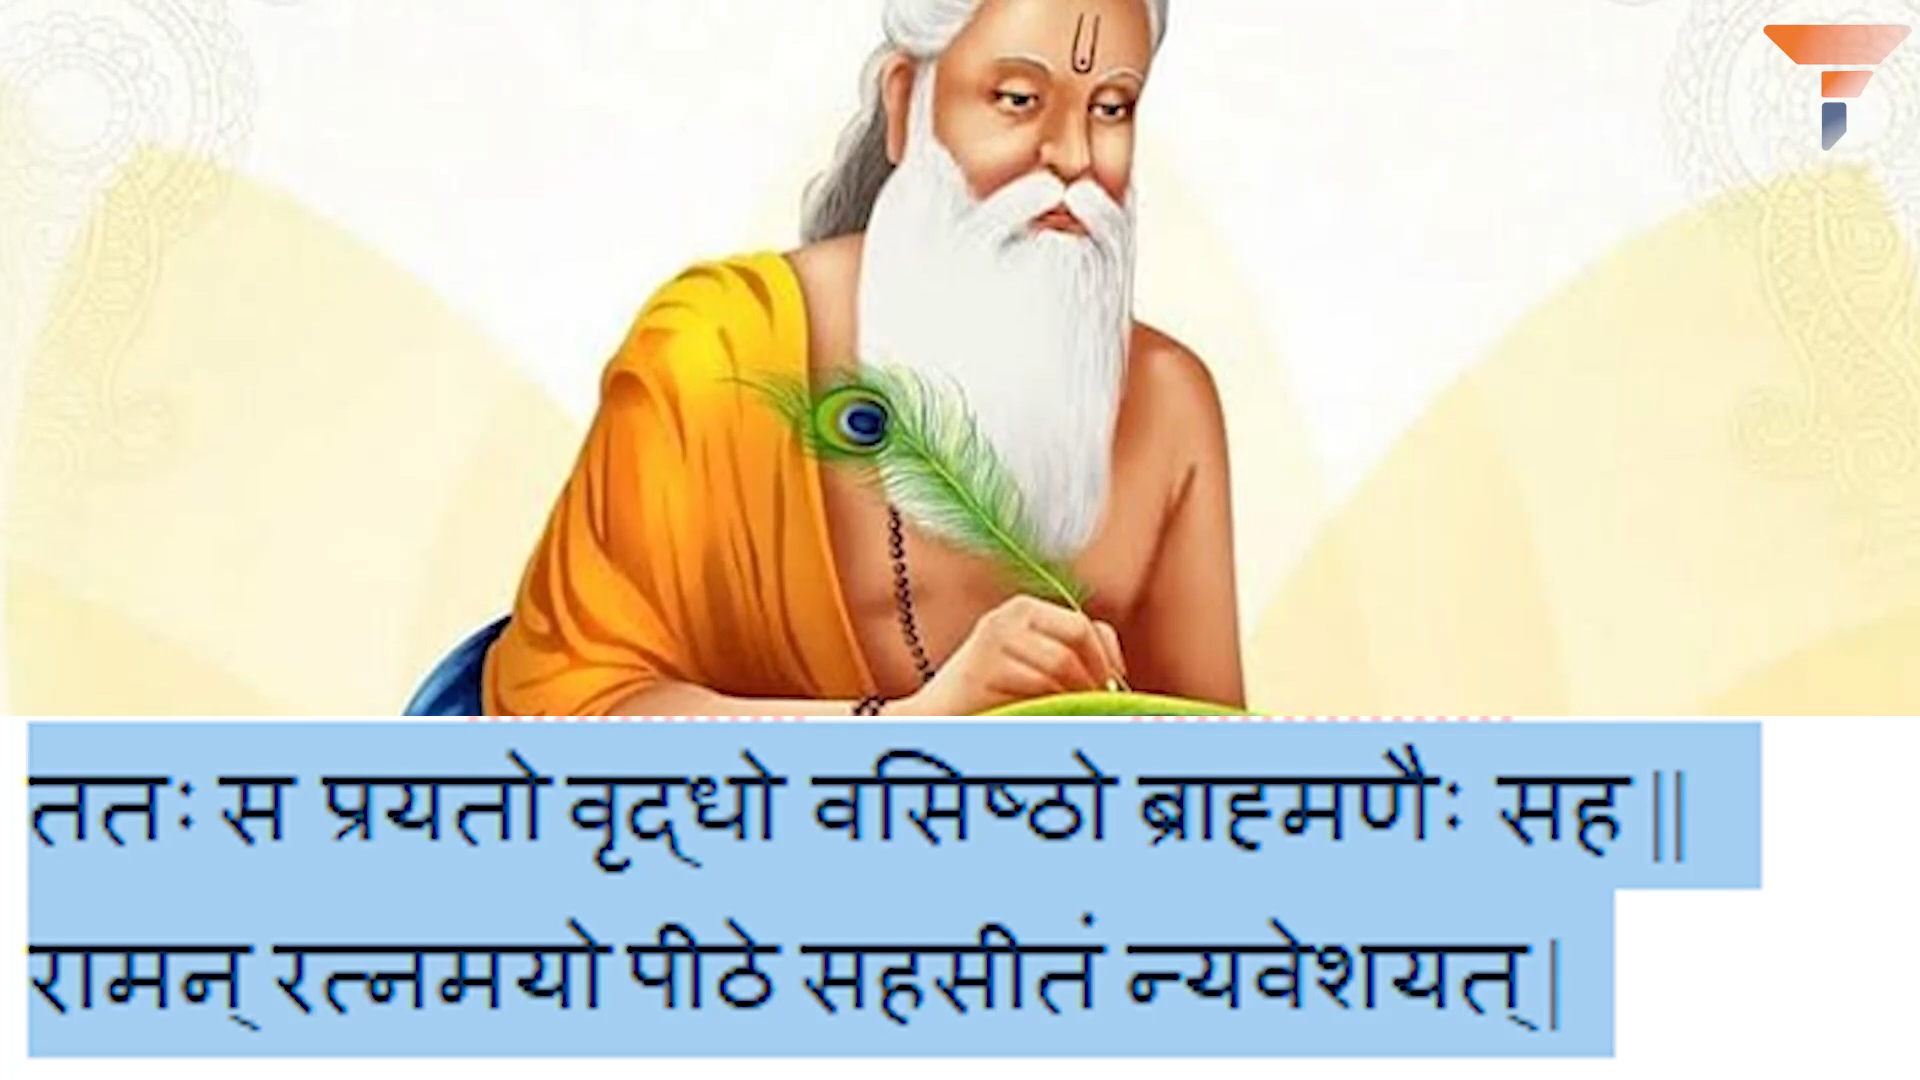 ततः स प्रयतो वृद्‌धो वसिष्ठो ब्राह्मणैः सह॥
रामन् रत्नमयो पीठे सहसीतं न्यवेशयत्।